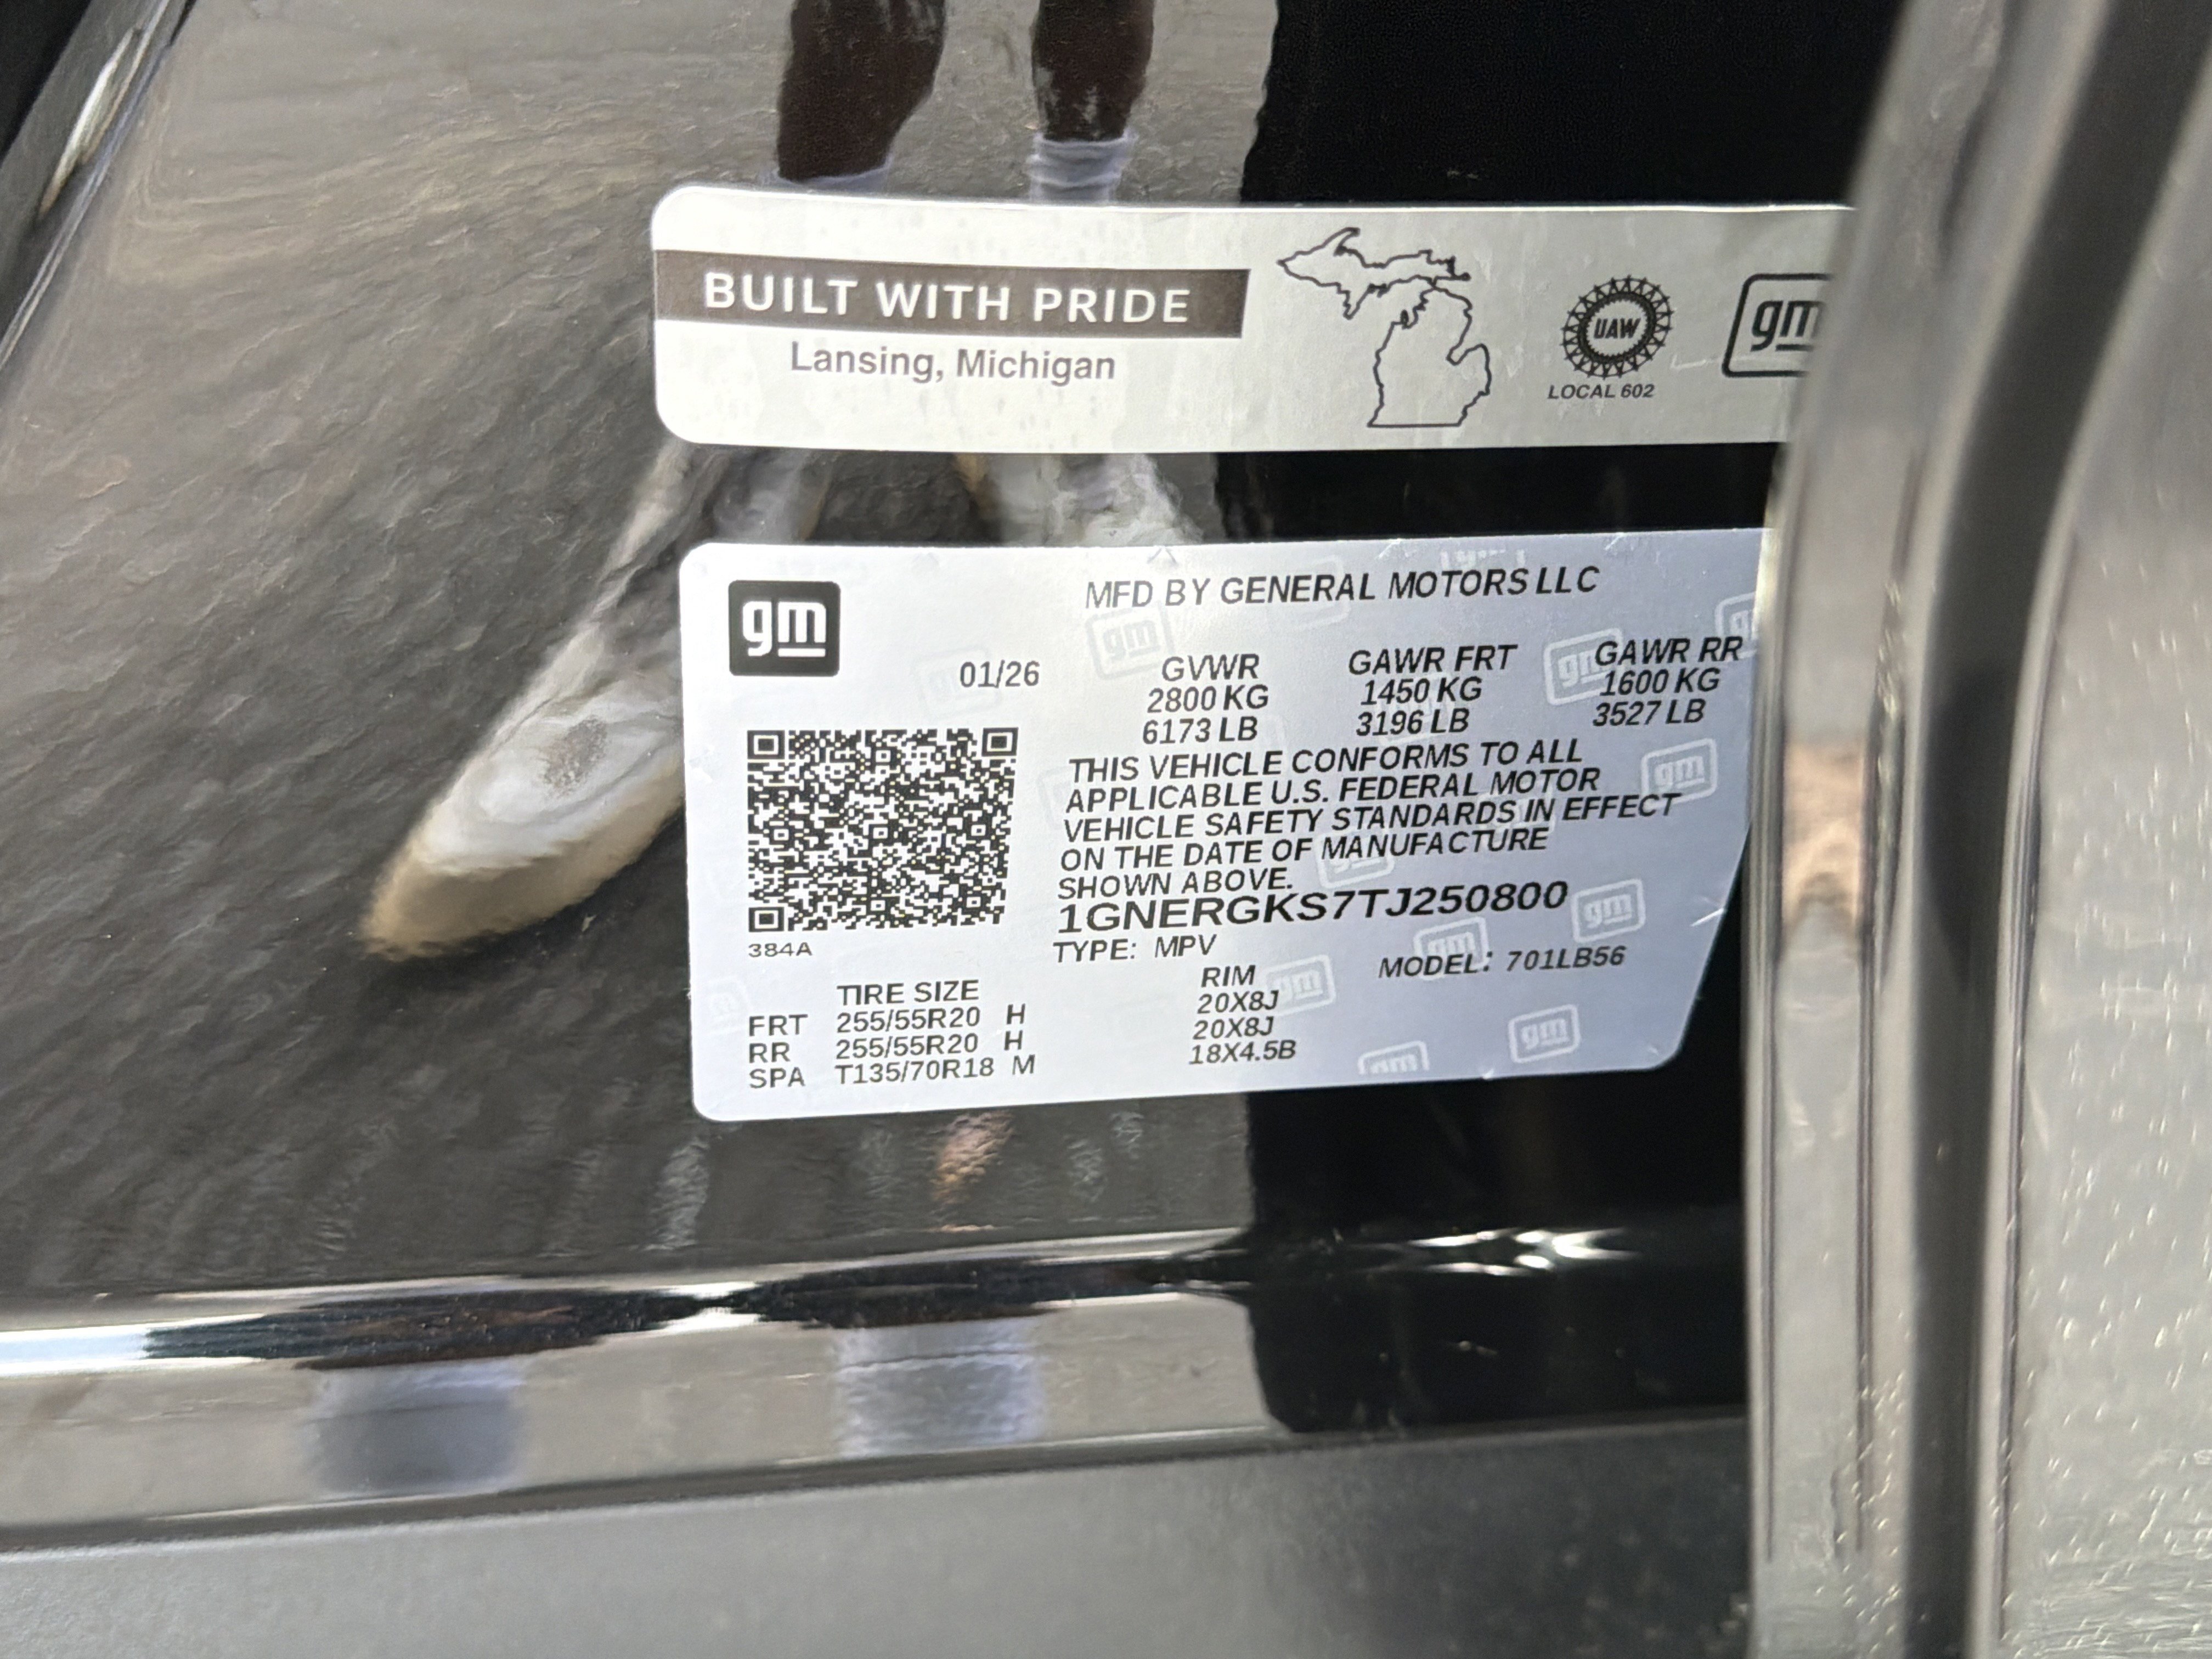 BUILT WITH PRIDE
Lansing, Michigan
UAW
LOCAL 602
gm
gm
MFD BY GENERAL MOTORS LLC
01/26
GVWR GAWR FRT GAWR RR
2800 KG 1450 KG 1600 KG
6173 LB 3196 LB 3527 LB
THIS VEHICLE CONFORMS TO ALL
APPLICABLE U.S. FEDERAL MOTOR
VEHICLE SAFETY STANDARDS IN EFFECT
ON THE DATE OF MANUFACTURE
SHOWN ABOVE.
1GNERGKS7TJ250800
384A
TYPE: MPV MODEL: 701LB56
TIRE SIZE RIM
FRT 255/55R20 H 20X8J
RR 255/55R20 H 20X8J
SPA T135/70R18 M 18X4.5B